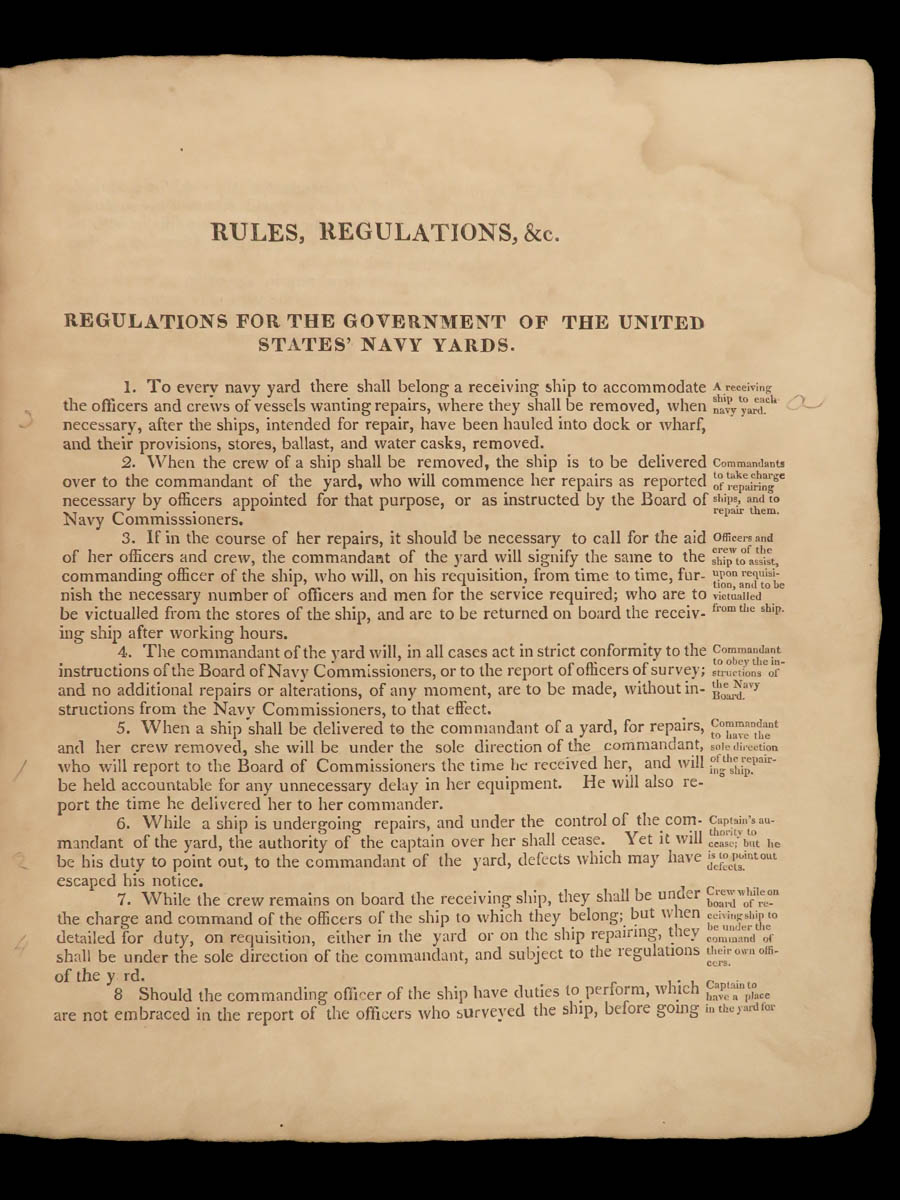 RULES, REGULATIONS, &c.
REGULATIONS FOR THE GOVERNMENT OF THE UNITED
STATES' NAVY YARDS.
1. To every navy yard there shall belong a receiving ship to accommodate
the officers and crews of vessels wanting repairs, where they shall be removed, when
necessary, after the ships, intended for repair, have been hauled into dock or wharf,
and their provisions, stores, ballast, and water casks, removed.
A receiving
ship to each
navy yard.
a
3
2. When the crew of a ship shall be removed, the ship is to be delivered
over to the commandant of the yard, who will commence her repairs as reported
necessary by officers appointed for that purpose, or as instructed by the Board of
Navy Commisssioners.
Commandants
to take charge
of repairing
ships, and to
repair them.
3. If in the course of her repairs, it should be necessary to call for the aid
of her officers and crew, the commandant of the yard will signify the same to the
commanding officer of the ship, who will, on his requisition, from time to time, fur-
nish the necessary number of officers and men for the service required; who are to
be victualled from the stores of the ship, and are to be returned on board the receiv-
ing ship after working hours.
Officers and
crew of the
ship to assist,
upon requisi-
tion, and to be
victualled
from the ship.
4. The commandant of the yard will, in all cases act in strict conformity to the
instructions of the Board of Navy Commissioners, or to the report of officers of survey;
and no additional repairs or alterations, of any moment, are to be made, without in-
structions from the Navy Commissioners, to that effect.
Commandant
to obey the in-
structions of
the Navy
Board.
5. When a ship shall be delivered to the commandant of a yard, for repairs,
and her crew removed, she will be under the sole direction of the commandant,
who will report to the Board of Commissioners the time he received her, and will
be held accountable for any unnecessary delay in her equipment. He will also re-
port the time he delivered her to her commander.
Commandant
to have the
sole direction
of the repair-
ing ship.
1
6. While a ship is undergoing repairs, and under the control of the com-
mandant of the yard, the authority of the captain over her shall cease. Yet it will
be his duty to point out, to the commandant of the yard, defects which may have
escaped his notice.
Captain's au-
thority to
cease; but he
is to point out
defects.
2
7. While the crew remains on board the receiving ship, they shall be under
the charge and command of the officers of the ship to which they belong; but when
detailed for duty, on requisition, either in the yard or on the ship repairing, they
shall be under the sole direction of the commandant, and subject to the regulations
of the y rd.
Crew while on
board of re-
ceiving ship to
be under the
command of
their own offi-
cers.
4
8 Should the commanding officer of the ship have duties to perform, which
are not embraced in the report of the officers who surveyed the ship, before going
Captain to
have a place
in the yard for